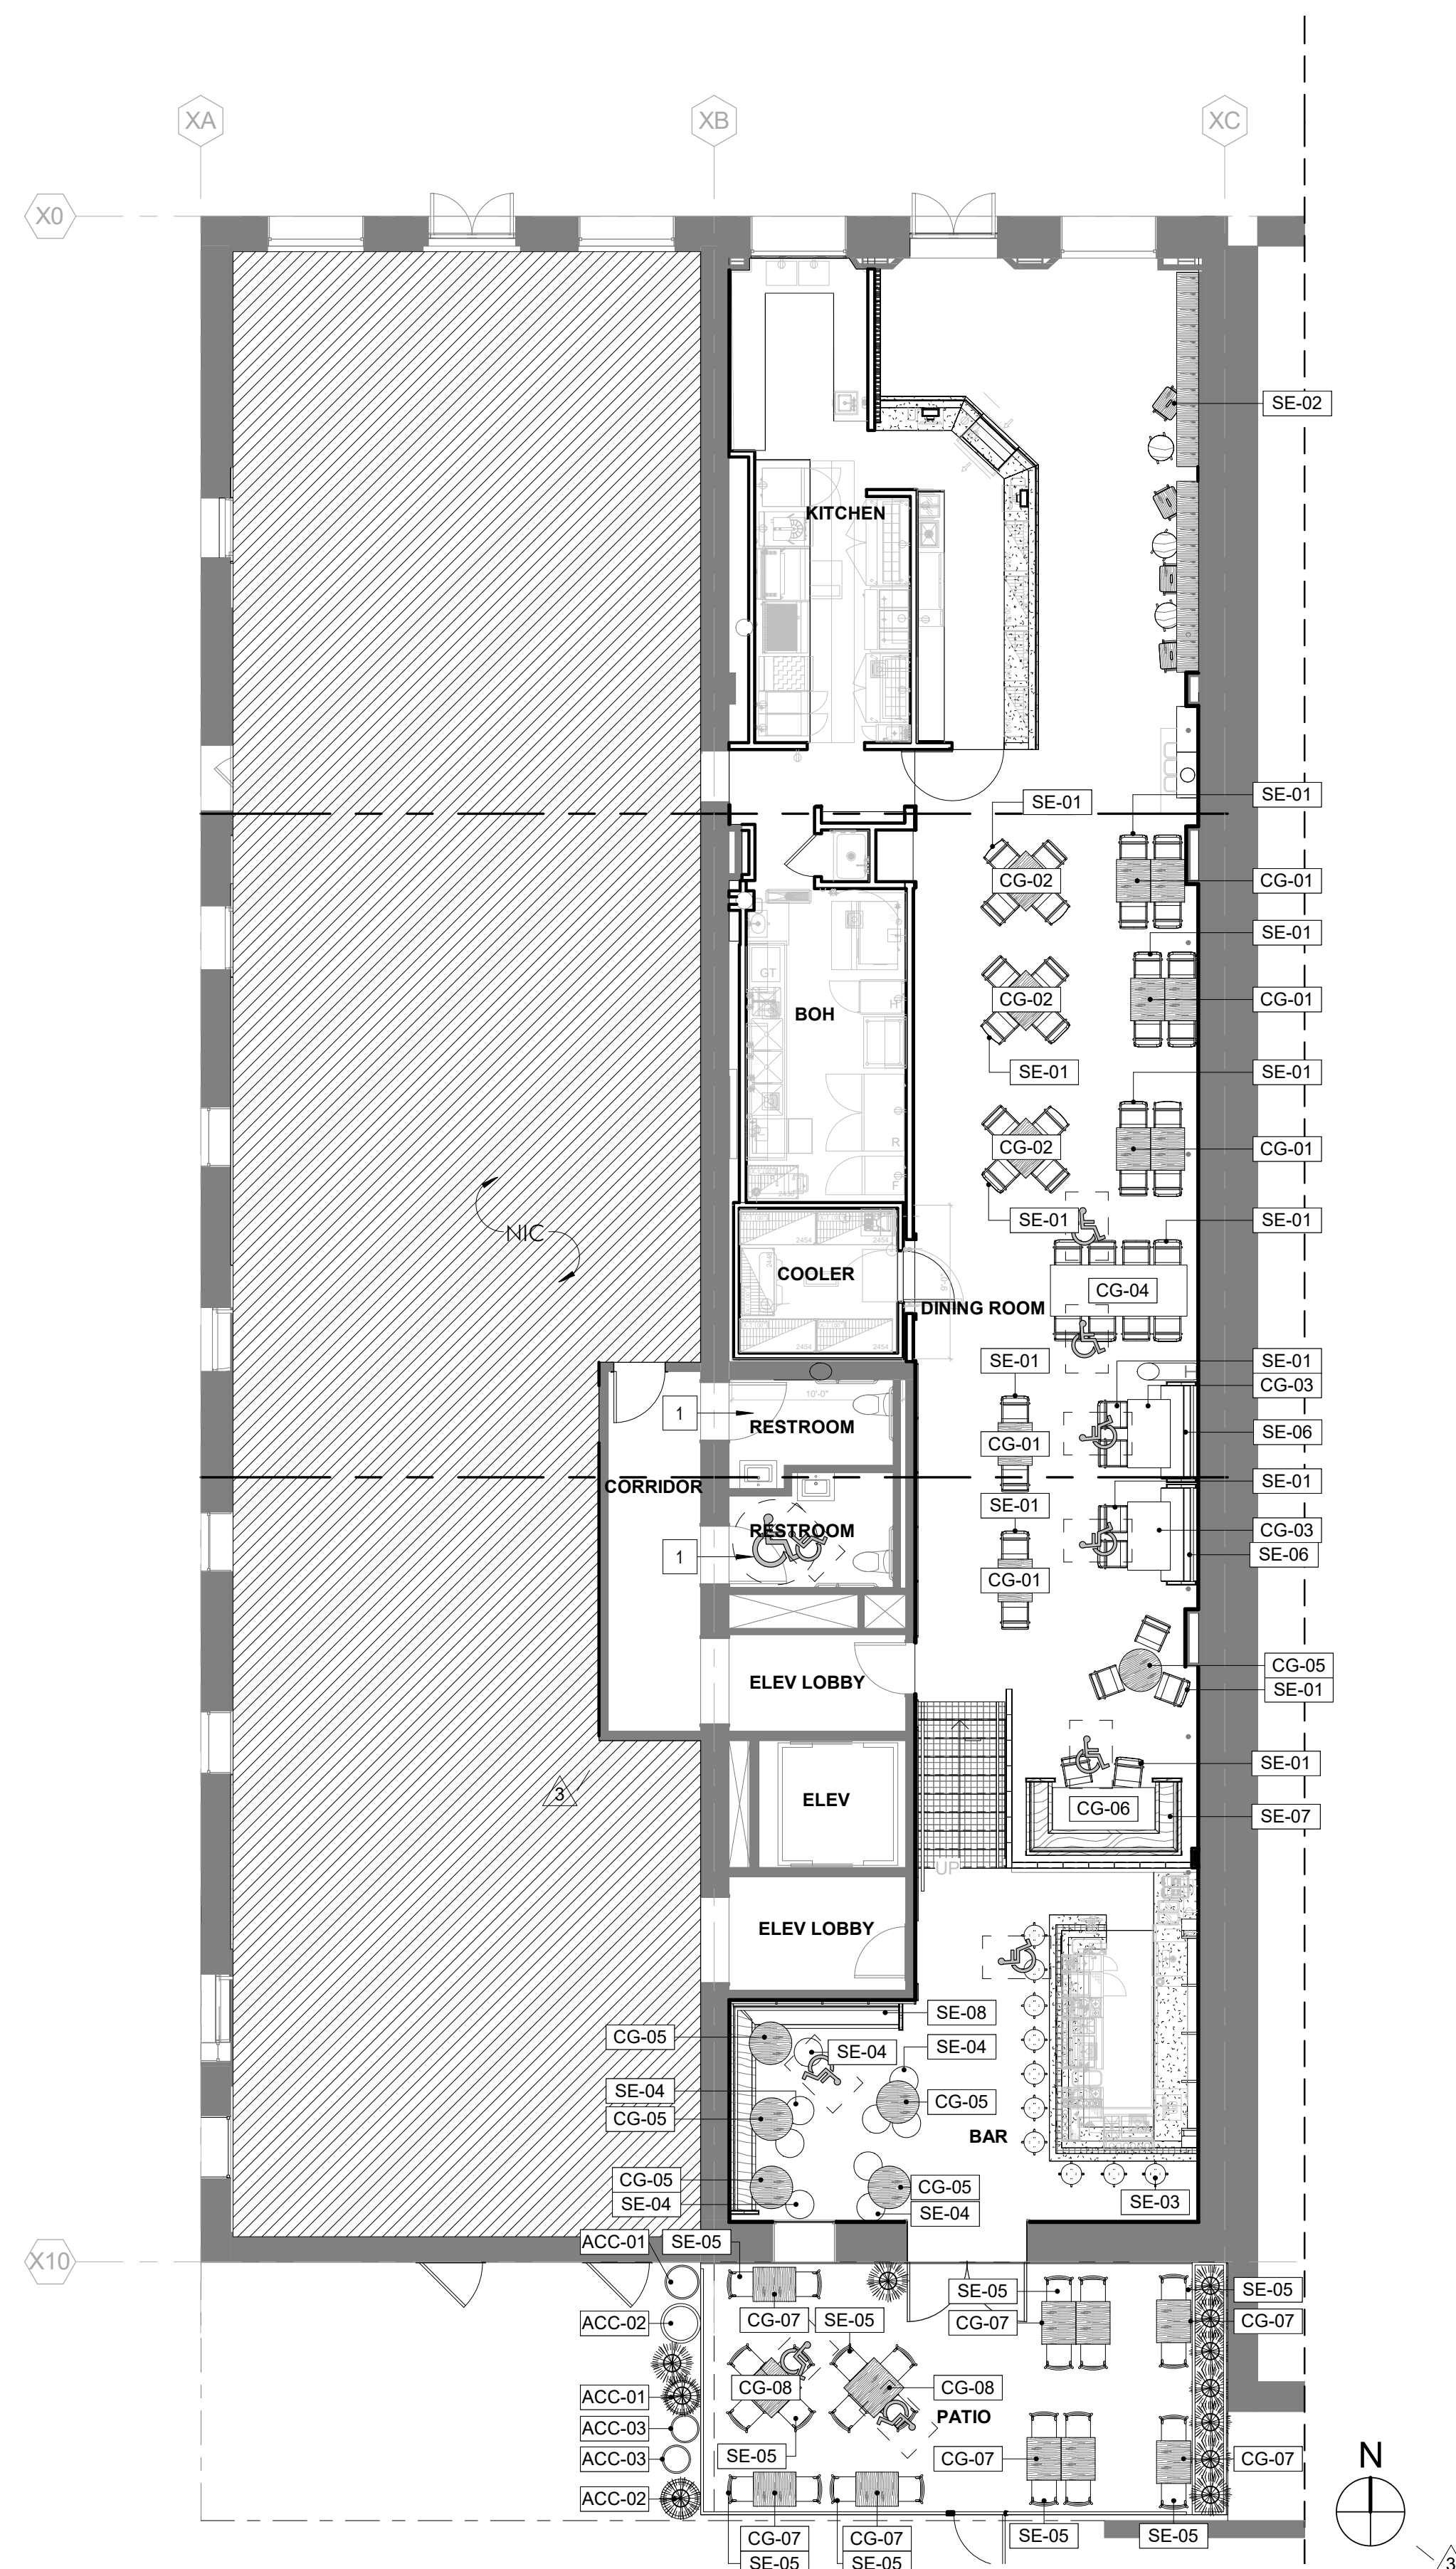 XA
XB
XC
X0
SE-02
KITCHEN
SE-01
SE-01
CG-02
CG-01
SE-01
GT
CG-02
CG-01
H
BOH
SE-01
SE-01
R
CG-02
CG-01
F
SE-01
SE-01
NIC
2454
2454
COOLER
CG-04
DINING ROOM
2454
2454
SE-01
SE-01
CG-03
10'-0"
1
RESTROOM
SE-06
CG-01
CORRIDOR
SE-01
SE-01
1
RESTROOM
CG-03
SE-06
CG-01
ELEV LOBBY
CG-05
SE-01
SE-01
3
ELEV
CG-06
SE-07
UP
ELEV LOBBY
SE-08
CG-05
SE-04
SE-04
SE-04
CG-05
CG-05
BAR
CG-05
CG-05
SE-04
SE-04
SE-03
X10
ACC-01
SE-05
SE-05
SE-05
ACC-02
CG-07
SE-05
CG-07
CG-07
CG-08
CG-08
ACC-01
PATIO
ACC-03
SE-05
CG-07
CG-07
ACC-03
N
ACC-02
CG-07
CG-07
SE-05
SE-05
SE-05
SE-05
3